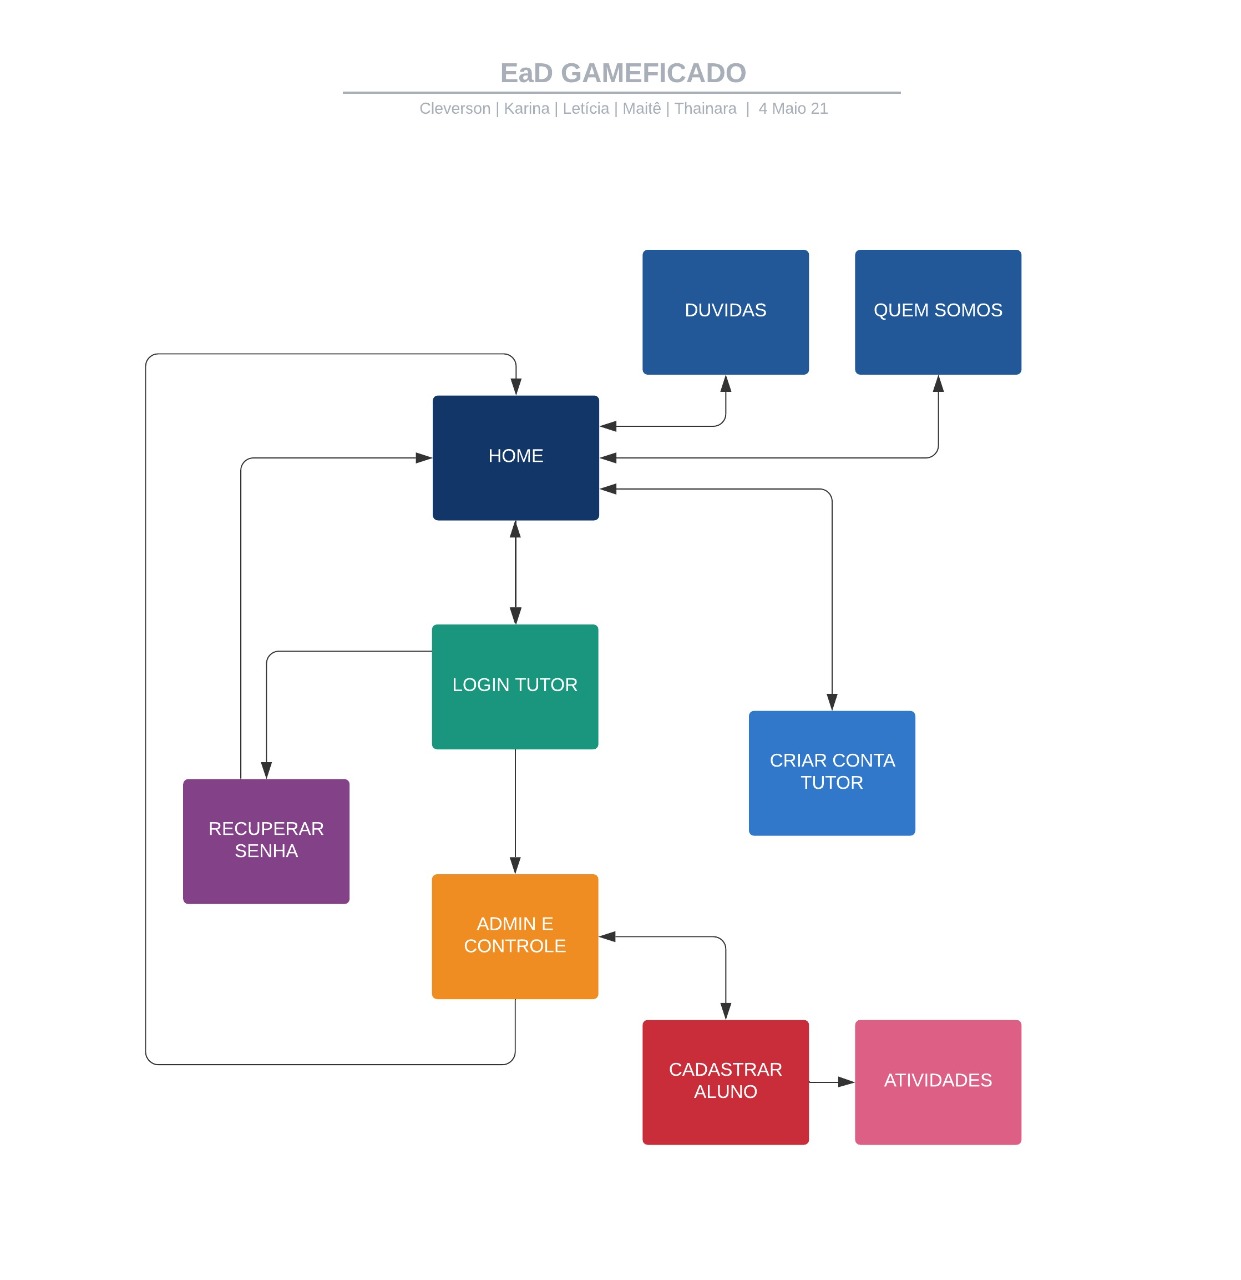 EaD GAMEFICADO
Cleverson | Karina | Letícia | Maitê | Thainara | 4 Maio 21
DUVIDAS
QUEM SOMOS
HOME
LOGIN TUTOR
CRIAR CONTA
TUTOR
RECUPERAR
SENHA
ADMIN E
CONTROLE
CADASTRAR
ALUNO
ATIVIDADES